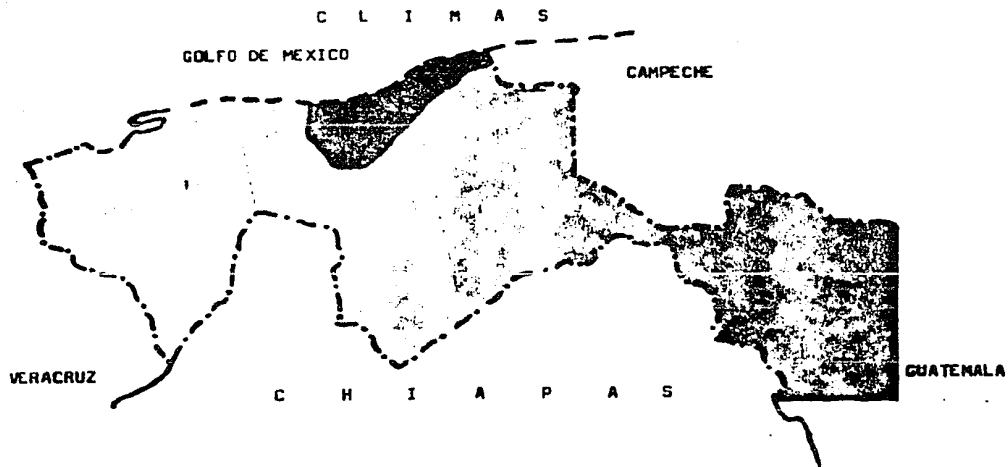 C L I M A S
GOLFO DE MEXICO
CAMPECHE
VERACRUZ
C H I A P A S
GUATEMALA